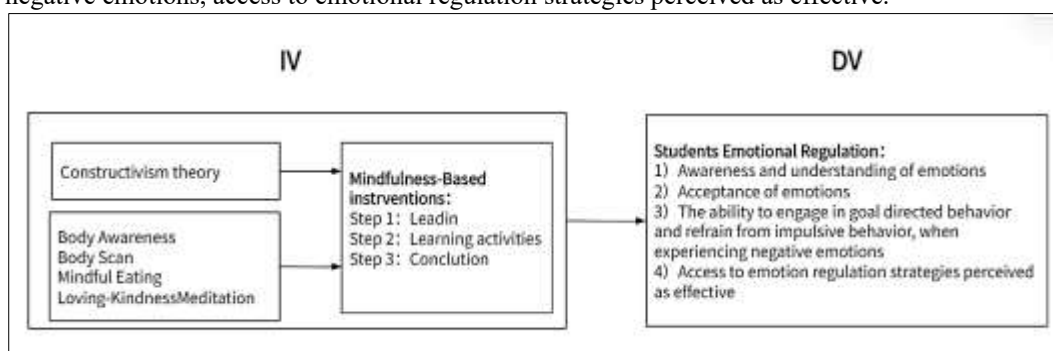 negative emotions, access to emotional regulation strategies perceived as effective.
IV
DV
Constructivism theory
Body Awareness
Body Scan
Mindful Eating
Loving-KindnessMeditation
Mindfulness-Based
instrventions：
Step 1：Leadin
Step 2：Learning activities
Step 3：Conclution
Students Emotional Regulation：
1）Awareness and understanding of emotions
2）Acceptance of emotions
3）The ability to engage in goal directed behavior
and refrain from impulsive behavior, when
experiencing negative emotions
4）Access to emotion regulation strategies perceived
as effective